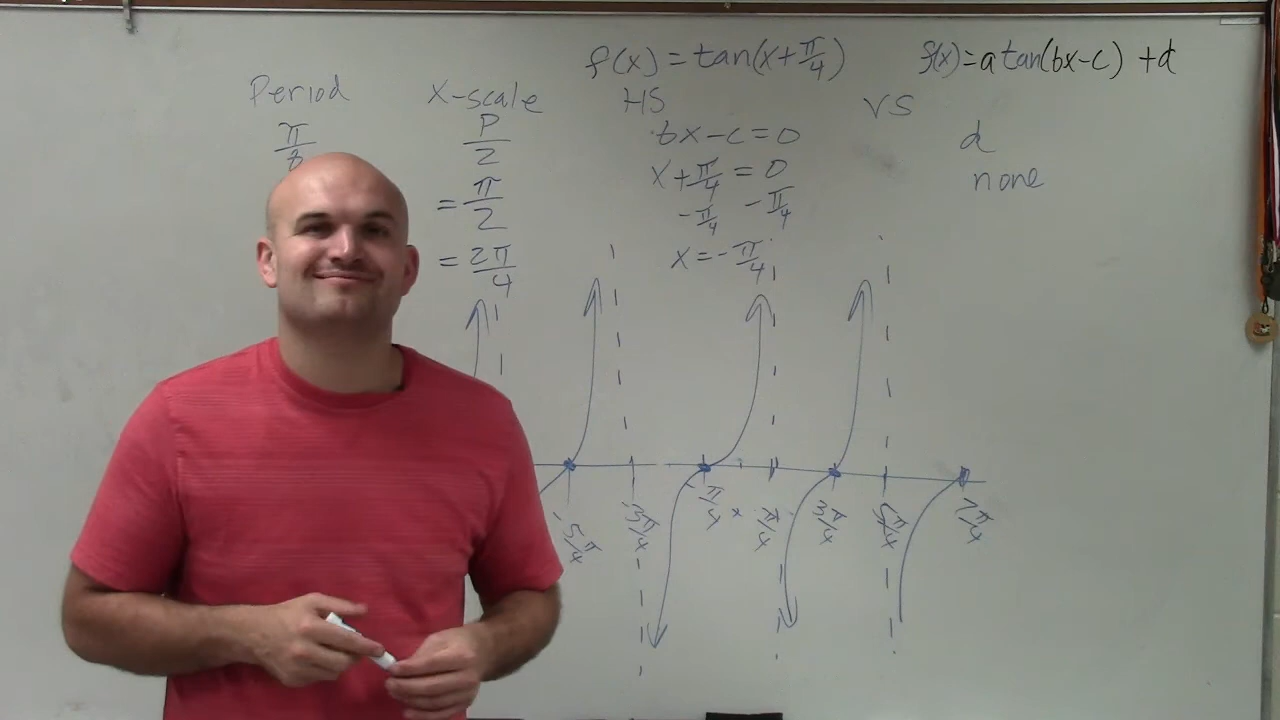 f(x) = tan(x+π/4)
f(x)=a tan(bx-c) +d
Period
π/
X-scale
P/2
=π/2
=2π/4
HS
bx-c=0
x+π/4=0
-π/4 -π/4
x=-π/4
VS
d
none
-5π/4
-3π/4
-π/4
π/4
3π/4
5π/4
7π/4